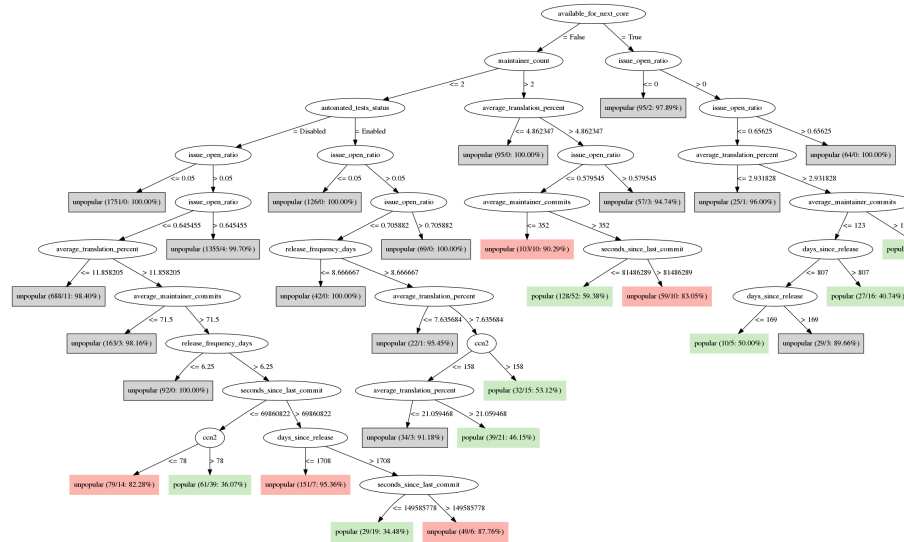 available_for_next_core
= False
= True
maintainer_count
issue_open_ratio
<= 2
> 2
<= 0
> 0
automated_tests_status
average_translation_percent
unpopular (95/2: 97.89%)
issue_open_ratio
= Disabled
= Enabled
<= 4.862347
> 4.862347
<= 0.65625
> 0.65625
issue_open_ratio
issue_open_ratio
unpopular (95/0: 100.00%)
issue_open_ratio
average_translation_percent
unpopular (64/0: 100.00%)
<= 0.05
> 0.05
<= 0.05
> 0.05
<= 0.579545
> 0.579545
<= 2.931828
> 2.931828
unpopular (1751/0: 100.00%)
issue_open_ratio
unpopular (126/0: 100.00%)
issue_open_ratio
average_maintainer_commits
unpopular (57/3: 94.74%)
unpopular (25/1: 96.00%)
average_maintainer_commits
<= 0.645455
> 0.645455
<= 0.705882
> 0.705882
<= 352
> 352
<= 123
average_translation_percent
unpopular (1355/4: 99.70%)
release_frequency_days
unpopular (69/0: 100.00%)
unpopular (103/10: 90.29%)
seconds_since_last_commit
days_since_release
<= 11.858205
> 11.858205
<= 8.666667
> 8.666667
<= 81486289
> 81486289
<= 807
> 807
unpopular (688/11: 98.40%)
average_maintainer_commits
unpopular (42/0: 100.00%)
average_translation_percent
popular (128/52: 59.38%)
unpopular (59/10: 83.05%)
days_since_release
popular (27/16: 40.74%)
<= 71.5
> 71.5
<= 7.635684
> 7.635684
<= 169
> 169
unpopular (163/3: 98.16%)
release_frequency_days
unpopular (22/1: 95.45%)
ccn2
popular (10/5: 50.00%)
unpopular (29/3: 89.66%)
<= 6.25
> 6.25
<= 158
> 158
unpopular (92/0: 100.00%)
seconds_since_last_commit
average_translation_percent
popular (32/15: 53.12%)
<= 69860822
> 69860822
<= 21.059468
> 21.059468
ccn2
days_since_release
unpopular (34/3: 91.18%)
popular (39/21: 46.15%)
<= 78
> 78
<= 1708
> 1708
unpopular (79/14: 82.28%)
popular (61/39: 36.07%)
unpopular (151/7: 95.36%)
seconds_since_last_commit
<= 149585778
> 149585778
popular (29/19: 34.48%)
unpopular (49/6: 87.76%)